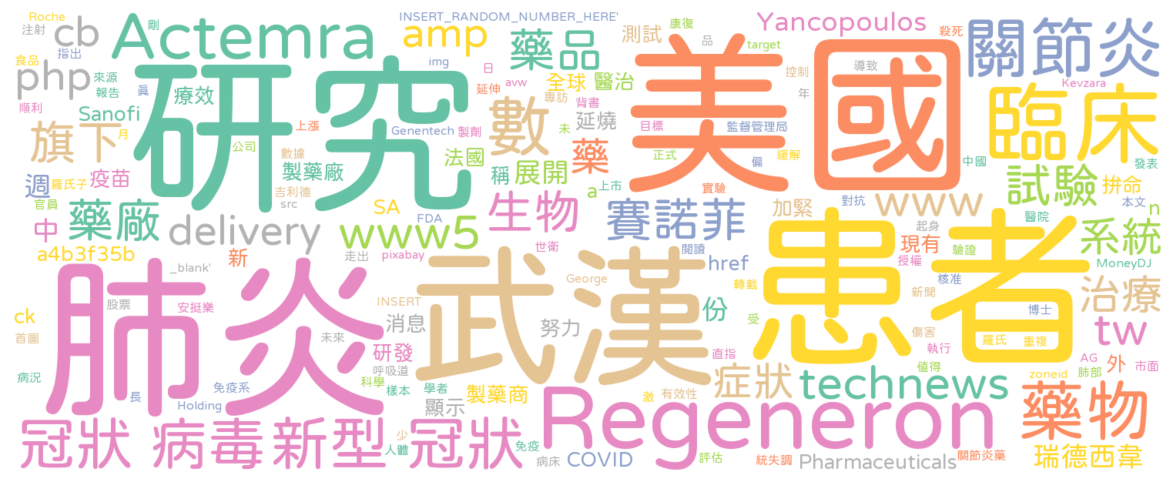 Roche
注射
剛
cb
指出
Actemra
INSERT_RANDOM_NUMBER_HERE'
amp
藥品
測試
康復
品
target
Yancopoulos
殺死
關節炎
食品
php
來源
報告
療效
img
日
avw
延伸
全球
醫治
控制
導致
Kevzara
順利
眞
Sanofi
研究
專訪
背書
美國
年
臨床
旗下
月
上漲
Genentech
製劑
數
未
延燒
目標
監督管理局
公司
數據
製藥廠
法國
藥
正式
偏
緩解
中國
發表
週
羅氏子
疫苗
吉利德
稱
展開
a
上市
實驗
試驗
拚命
官員
src
SA
生物
賽諾菲
加緊
www
對抗
醫院
本文
n
中
藥廠
delivery
FDA
www5
世衛
閱讀
起身
現有
驗證
系統
a4b3f35b
新
_blank'
走出
pixabay
George
href
轉載
授權
核准
MoneyDJ
肺炎
股票
安挺樂
武漢
INSERT
份
患者
新聞
博士
治療
ck
首圖
未來
消息
努力
受
傷害
羅氏
重複
tw
研發
呼吸道
直指
執行
值得
AG
肺部
外
市面
病況
免疫系
科學
樣本
學者
製藥商
有效性
症狀
technews
zoneid
長
Holding
顯示
激
Regeneron
藥物
冠狀 病毒
新型 冠狀
少
人體
免疫
病床
COVID
評估
統失調
Pharmaceuticals
關節炎藥
瑞德西韋